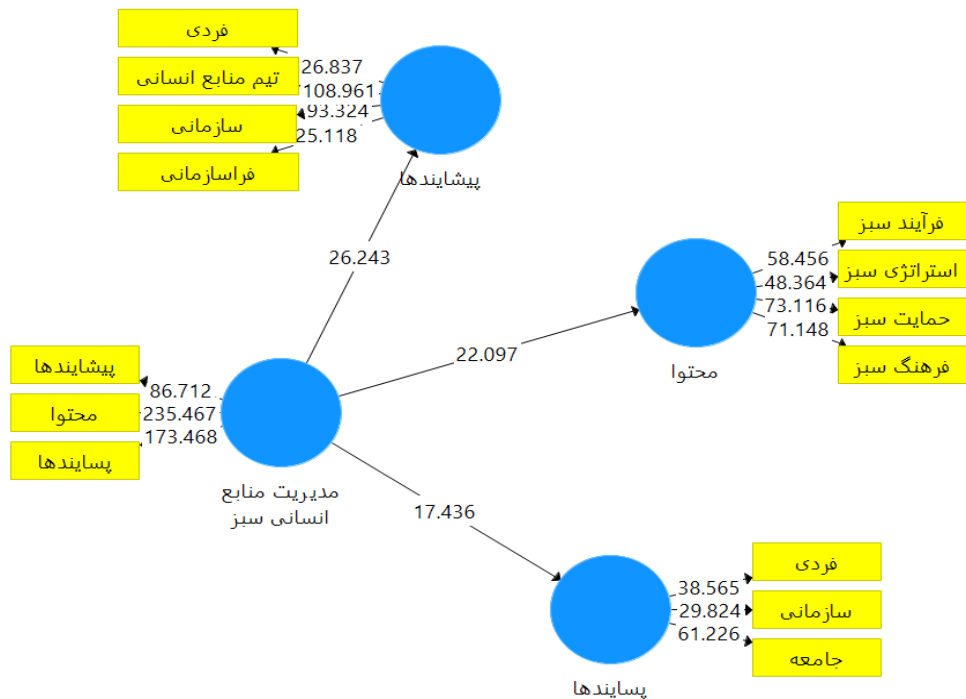 فردی
تیم منابع انسانی
سازمانی
فراسازمانی
26.837
108.961
93.324
25.118
پیشایندها
26.243
فرآیند سبز
استراتژی سبز
حمایت سبز
فرهنگ سبز
58.456
48.364
73.116
71.148
محتوا
22.097
پیشایندها
محتوا
پسایندها
86.712
235.467
173.468
مدیریت منابع
انسانی سبز
17.436
فردی
سازمانی
جامعه
38.565
29.824
61.226
پسایندها